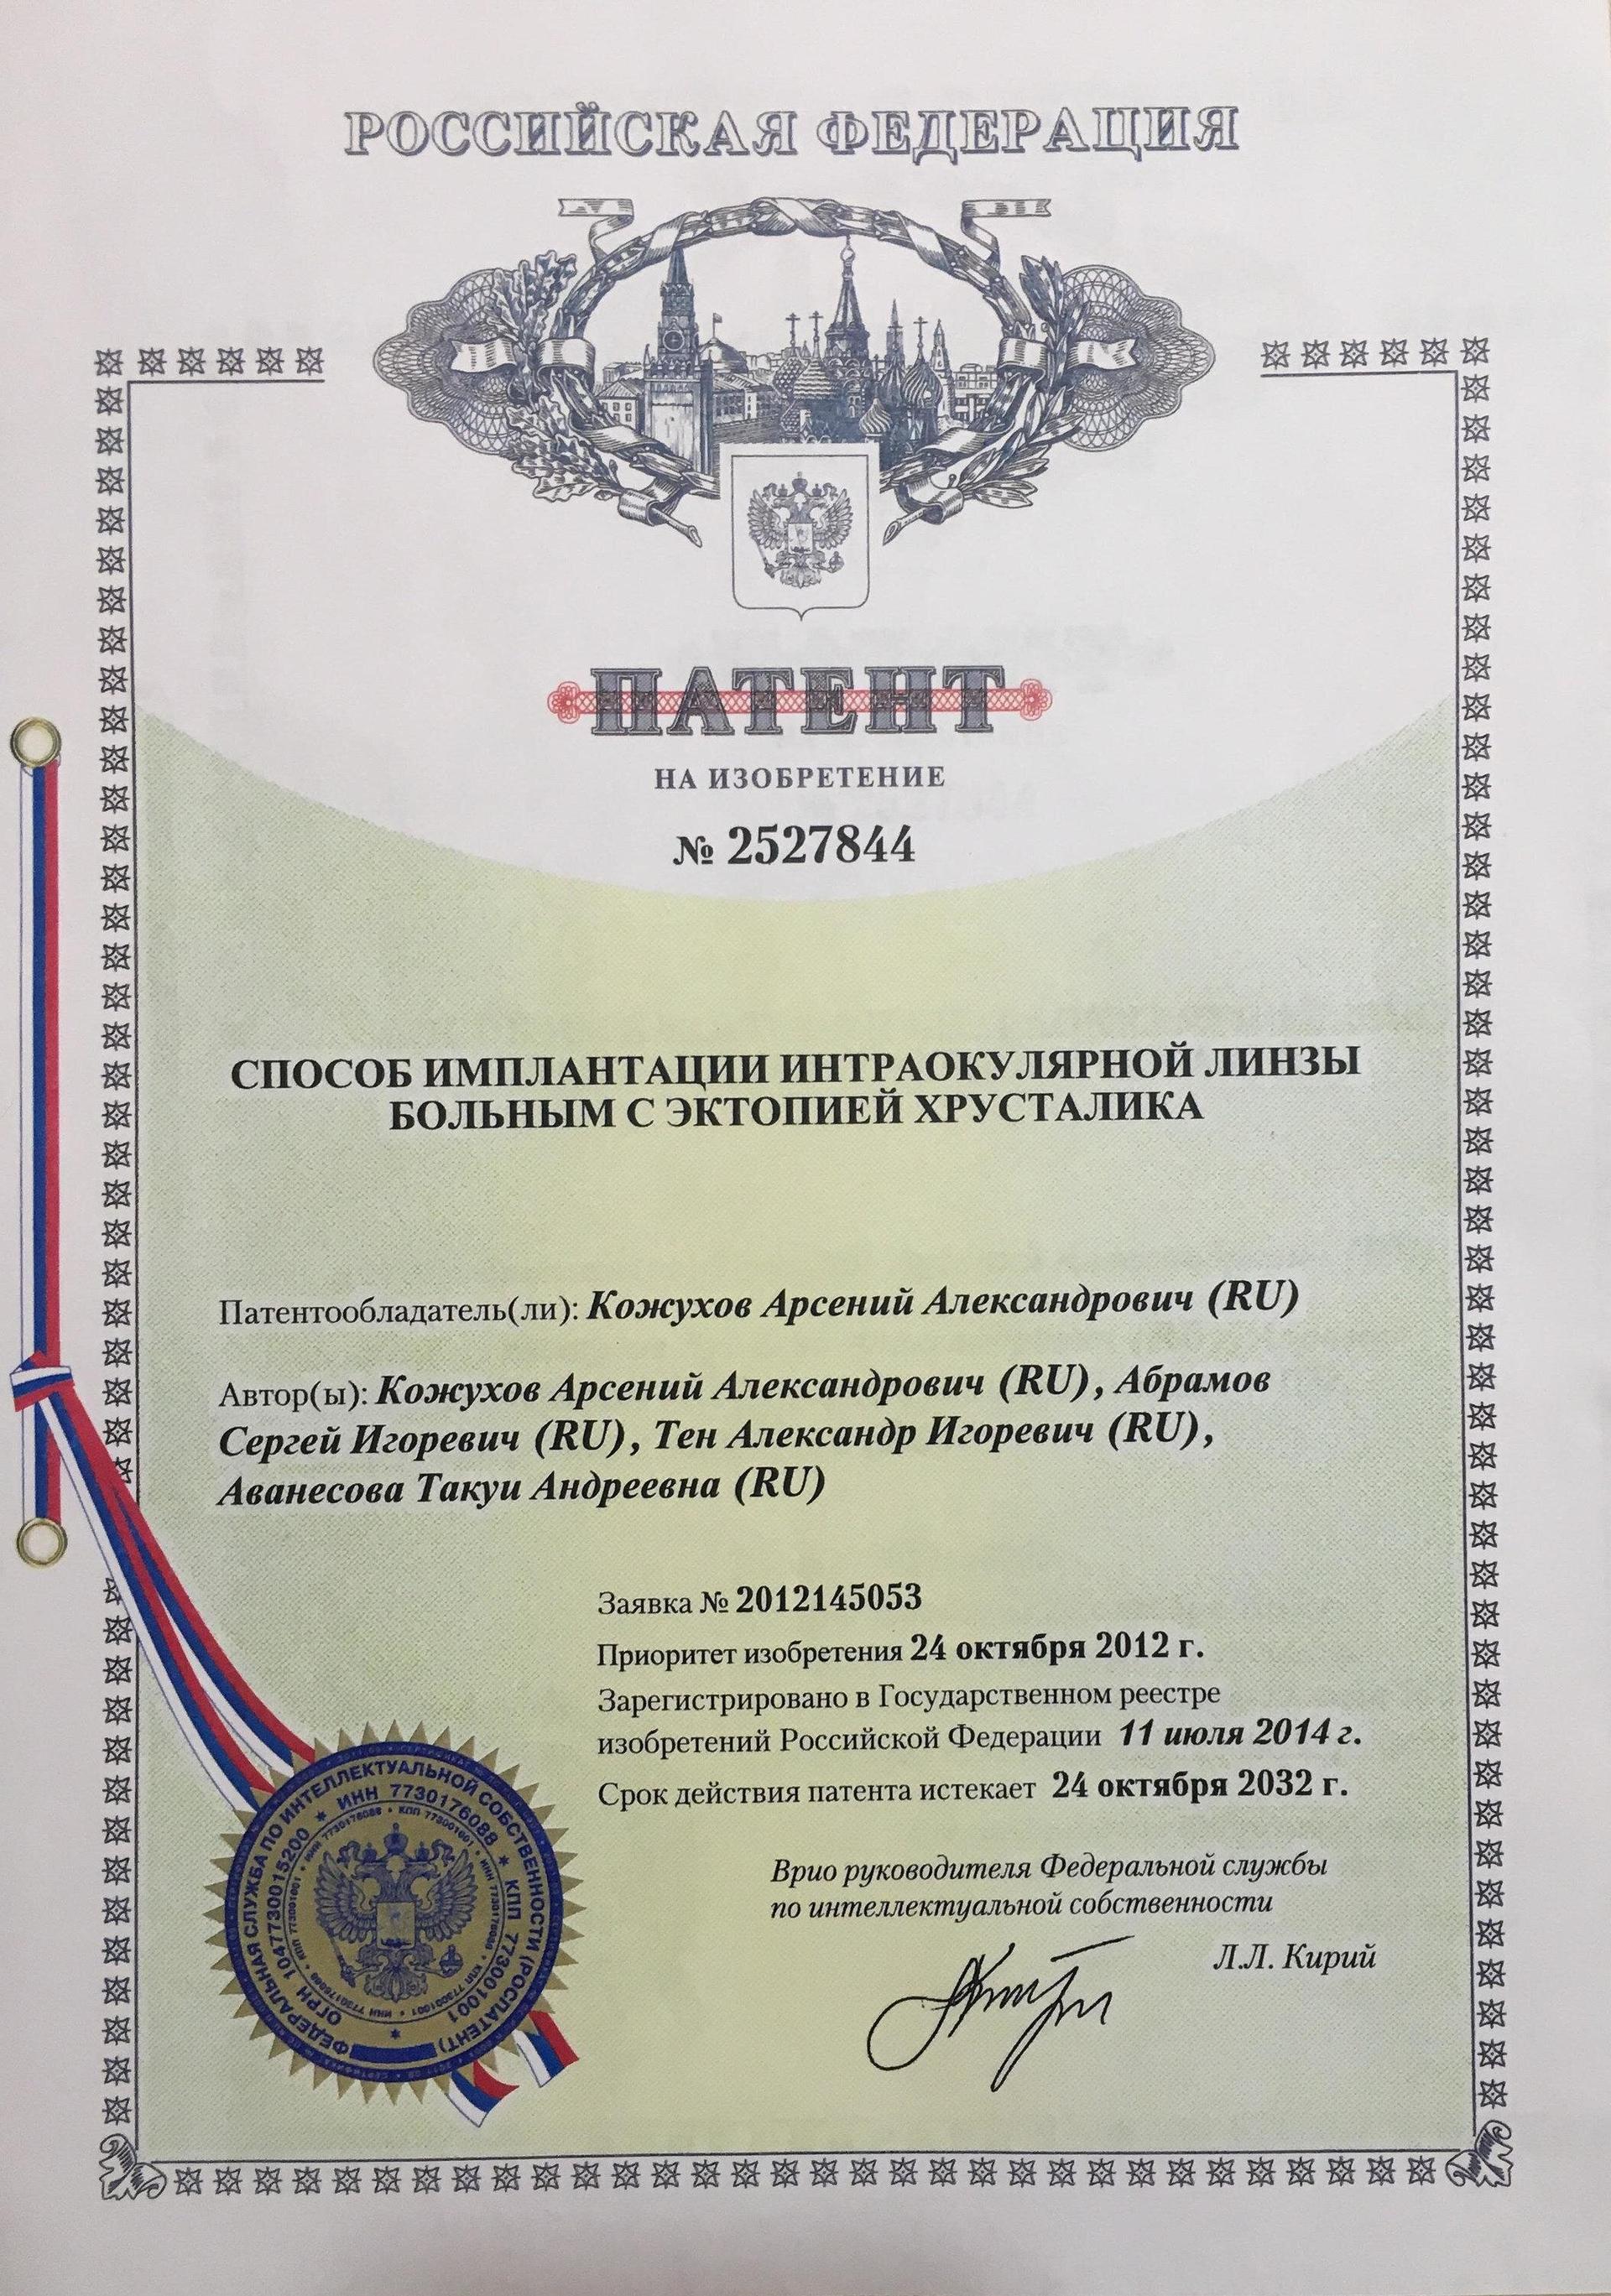 РОССИЙСКАЯ ФЕДЕРАЦИЯ
ПАТЕНТ
НА ИЗОБРЕТЕНИЕ
№ 2527844
СПОСОБ ИМПЛАНТАЦИИ ИНТРАОКУЛЯРНОЙ ЛИНЗЫ
БОЛЬНЫМ С ЭКТОПИЕЙ ХРУСТАЛИКА
Патентообладатель(ли): Кожухов Арсений Александрович (RU)
Автор(ы): Кожухов Арсений Александрович (RU), Абрамов
Сергей Игоревич (RU), Тен Александр Игоревич (RU),
Аванесова Такуи Андреевна (RU)
Заявка № 2012145053
Приоритет изобретения 24 октября 2012 г.
Зарегистрировано в Государственном реестре
изобретений Российской Федерации 11 июля 2014 г.
Срок действия патента истекает 24 октября 2032 г.
Врио руководителя Федеральной службы
по интеллектуальной собственности
Л.Л. Кирий
ФЕДЕРАЛЬНАЯ СЛУЖБА ПО ИНТЕЛЛЕКТУАЛЬНОЙ СОБСТВЕННОСТИ (РОСПАТЕНТ)
ОГРН 1047730015200 * ИНН 7730176088 * КПП 773001001 *